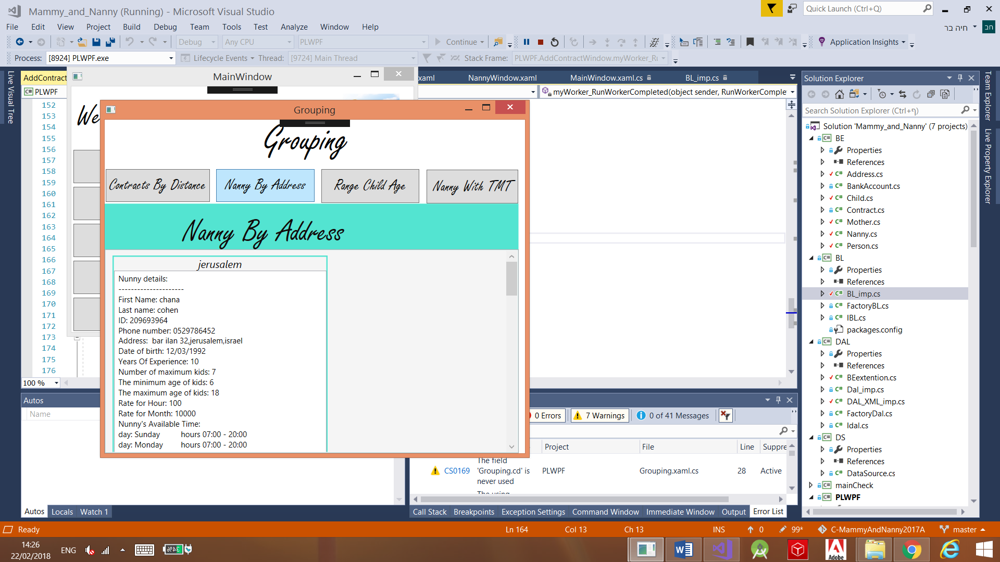 Mammy_and_Nanny (Running) - Microsoft Visual Studio
Quick Launch (Ctrl+Q)
File Edit View Project Build Debug Team Tools Test Analyze Window Help
חיה בר
חב
Debug Any CPU PLWPF Continue Application Insights
Process: [8924] PLWPF.exe Lifecycle Events Thread: [9724] Main Thread Stack Frame: PLWPF.AddContractWindow.myWorker_R
Live Visual Tree
AddContract
MainWindow
xaml NannyWindow.xaml MainWindow.xaml.cs BL_imp.cs
C# PLWPF
myWorker_RunWorkerCompleted(object sender, RunWorkerComple
We
152
153
154
155
156
157
158
159
160
161
162
163
164
165
166
167
168
169
170
171
172
173
174
175
176
100 %
Grouping
Grouping
Contracts By Distance
Nanny By Address
Range Child Age
Nanny With TMT
Nanny By Address
jerusalem
Nunny details:
---------------------
First Name: chana
Last name: cohen
ID: 209693964
Phone number: 0529786452
Address:  bar ilan 32,jerusalem,israel
Date of birth: 12/03/1992
Years Of Experience: 10
Number of maximum kids: 7
The minimum age of kids: 6
The maximum age of kids: 18
Rate for Hour: 100
Rate for Month: 10000
Nunny's Available Time:
day: Sunday hours 07:00 - 20:00
day: Monday hours 07:00 - 20:00
Autos
Name
Autos Locals Watch 1
0 Errors 7 Warnings 0 of 41 Messages
Project File Line Suppre
CS0169
The field
'Grouping.cd' is
never used
PLWPF Grouping.xaml.cs 28 Active
The using
Call Stack Breakpoints Exception Settings Command Window Immediate Window Output Error List
Solution Explorer
Search Solution Explorer (Ctrl+ף)
Solution 'Mammy_and_Nanny' (7 projects)
C# BE
Properties
References
C# Address.cs
C# BankAccount.cs
C# Child.cs
C# Contract.cs
C# Mother.cs
C# Nanny.cs
C# Person.cs
C# BL
Properties
References
C# BL_imp.cs
C# FactoryBL.cs
C# IBL.cs
packages.config
C# DAL
Properties
References
C# BEextention.cs
C# Dal_imp.cs
C# DAL_XML_imp.cs
C# FactoryDal.cs
C# Idal.cs
C# DS
Properties
References
C# DataSource.cs
C# mainCheck
C# PLWPF
Team Explorer
Live Property Explorer
Ready Ln 164 Col 13 Ch 13 INS 0 99* C-MammyAndNanny2017A master
14:26
22/02/2018
ENG
34%
Adobe